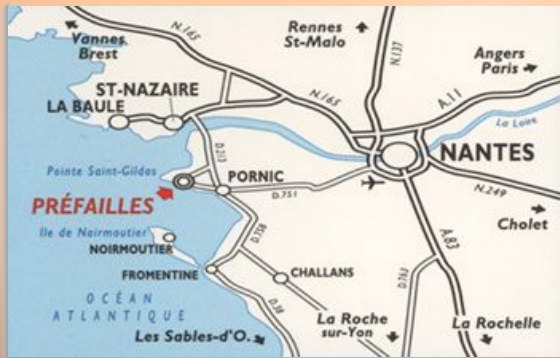 Vannes
Brest
N.165
Rennes
St-Malo
N.137
Angers
Paris
ST-NAZAIRE
LA BAULE
N.165
A.11
La Loire
NANTES
Pointe Saint-Gildas
D.213
PORNIC
D.751
N.249
PRÉFAILLES
Cholet
Ile de Noirmoutier
NOIRMOUTIER
D.758
A.83
FROMENTINE
CHALLANS
OCÉAN
ATLANTIQUE
D.38
Les Sables-d'O.
La Roche
sur-Yon
La Rochelle